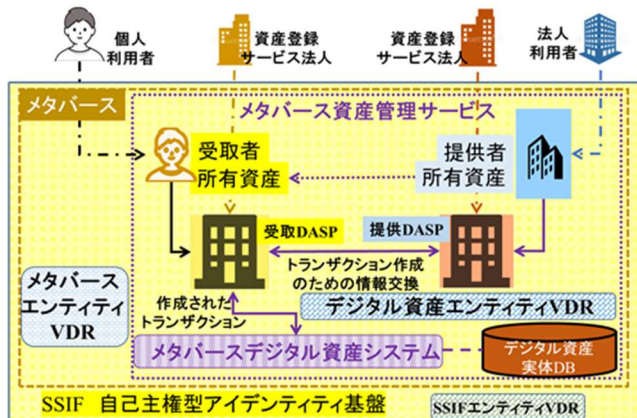 個人
利用者
資産登録
サービス法人
資産登録
サービス法人
法人
利用者
メタバース
メタバース資産管理サービス
受取者
所有資産
提供者
所有資産
受取DASP
提供DASP
トランザクション作成
のための情報交換
メタバース
エンティティ
VDR
作成された
トランザクション
デジタル資産エンティティVDR
メタバースデジタル資産システム
デジタル資産
実体DB
SSIF 自己主権型アイデンティティ基盤
SSIFエンティティVDR